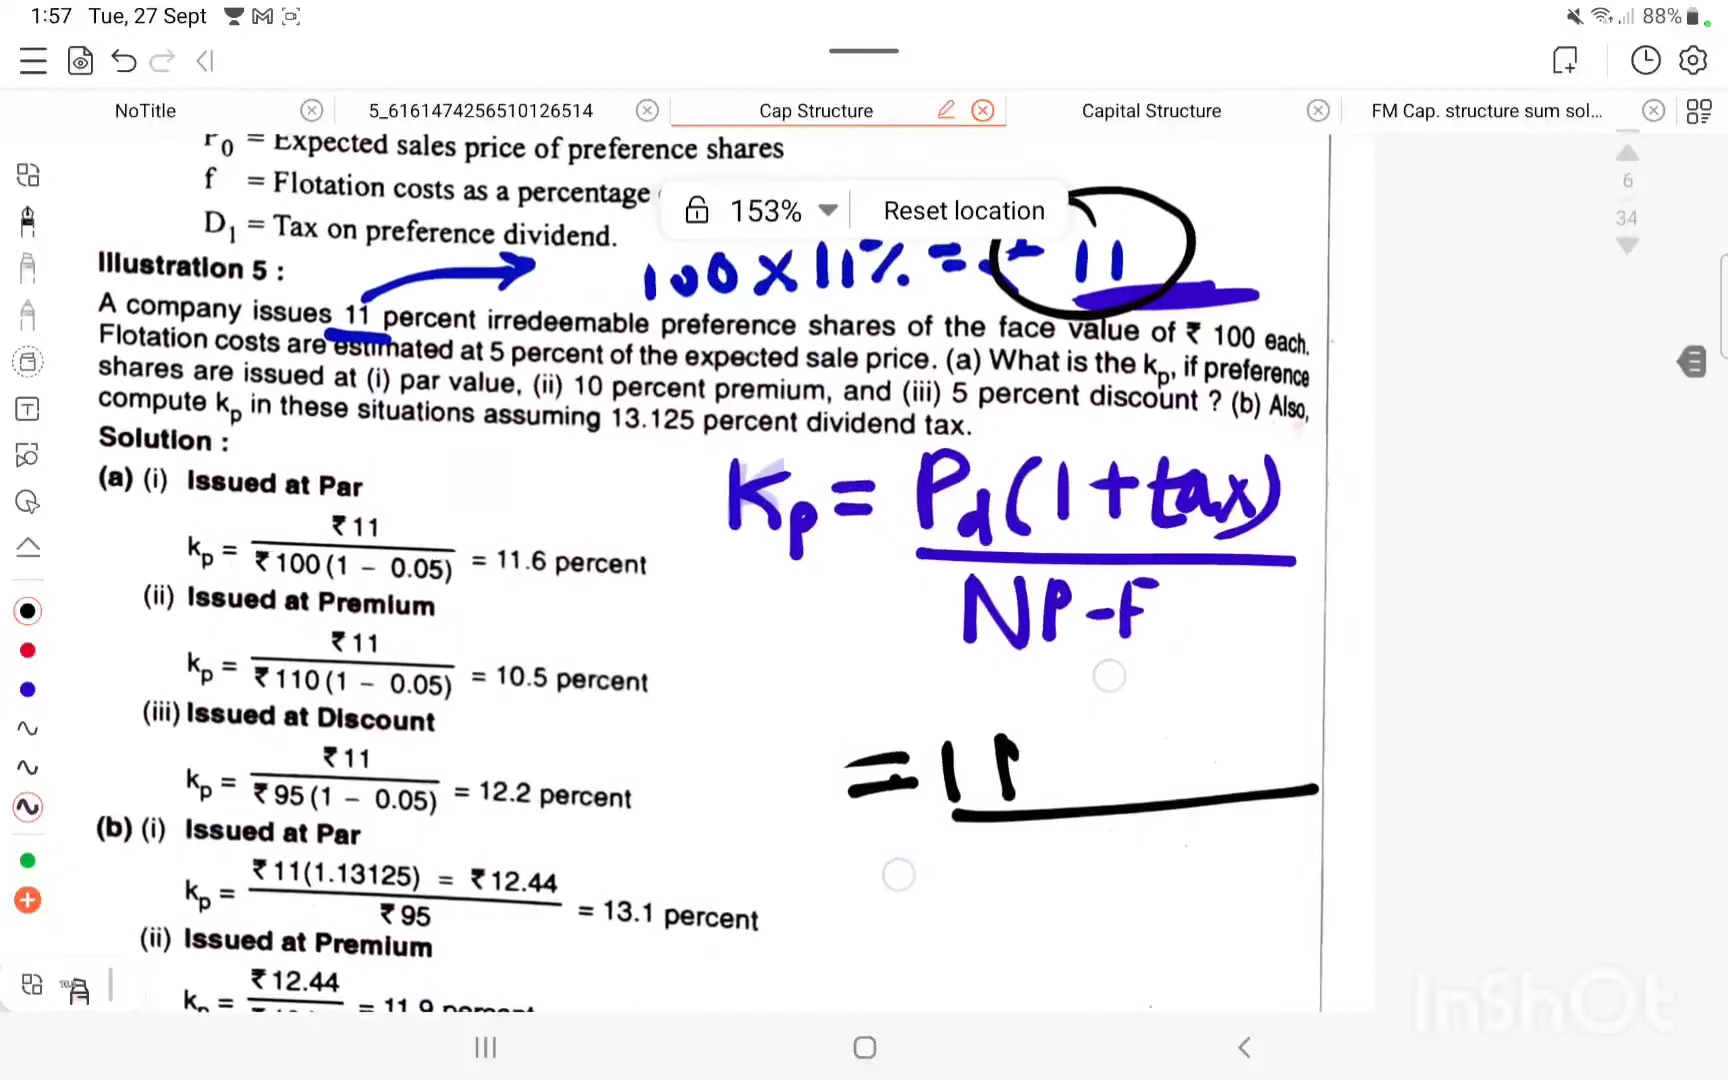 1:57 Tue, 27 Sept
88%
NoTitle
5_6161474256510126514
Cap Structure
Capital Structure
FM Cap. structure sum sol...
= Expected sales price of preference shares
f = Flotation costs as a percentage
153%
Reset location
6
34
D1 = Tax on preference dividend.
100 x 11% = 11
Illustration 5 :
A company issues 11 percent irredeemable preference shares of the face value of ₹ 100 each.
Flotation costs are estimated at 5 percent of the expected sale price. (a) What is the kp, if preference
shares are issued at (i) par value, (ii) 10 percent premium, and (iii) 5 percent discount ? (b) Also,
compute kp in these situations assuming 13.125 percent dividend tax.
Solution :
Kp = Pd(1+tax)
NP-F
= 11
(a) (i) Issued at Par
kp = ₹ 11
₹ 100 (1 – 0.05) = 11.6 percent
(ii) Issued at Premium
kp = ₹ 11
₹ 110 (1 – 0.05) = 10.5 percent
(iii) Issued at Discount
kp = ₹ 11
₹ 95 (1 – 0.05) = 12.2 percent
(b) (i) Issued at Par
kp = ₹ 11(1.13125) = ₹ 12.44
₹ 95 = 13.1 percent
(ii) Issued at Premium
₹ 12.44
= 11.9 percent
InShOt